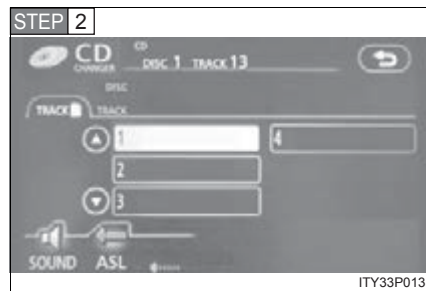 STEP 2
CD
CHANGER
CD
DISC 1 TRACK 13
DISC
TRACK TRACK
1 4
2
3
SOUND ASL
ITY33P013